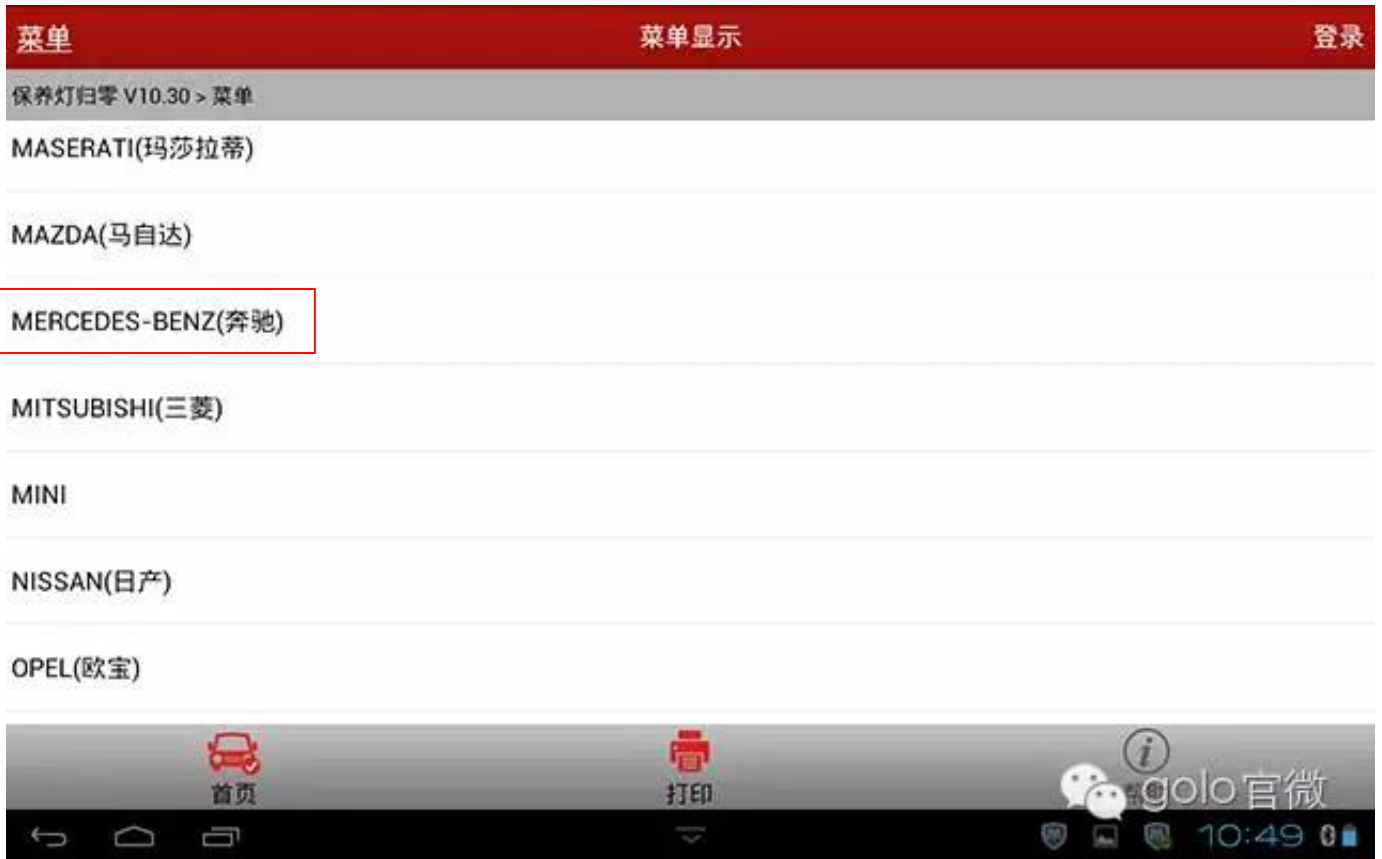 菜单 菜单显示 登录
保养灯归零 V10.30 > 菜单
MASERATI(玛莎拉蒂)
MAZDA(马自达)
MERCEDES-BENZ(奔驰)
MITSUBISHI(三菱)
MINI
NISSAN(日产)
OPEL(欧宝)
首页 打印
golo官微
10:49